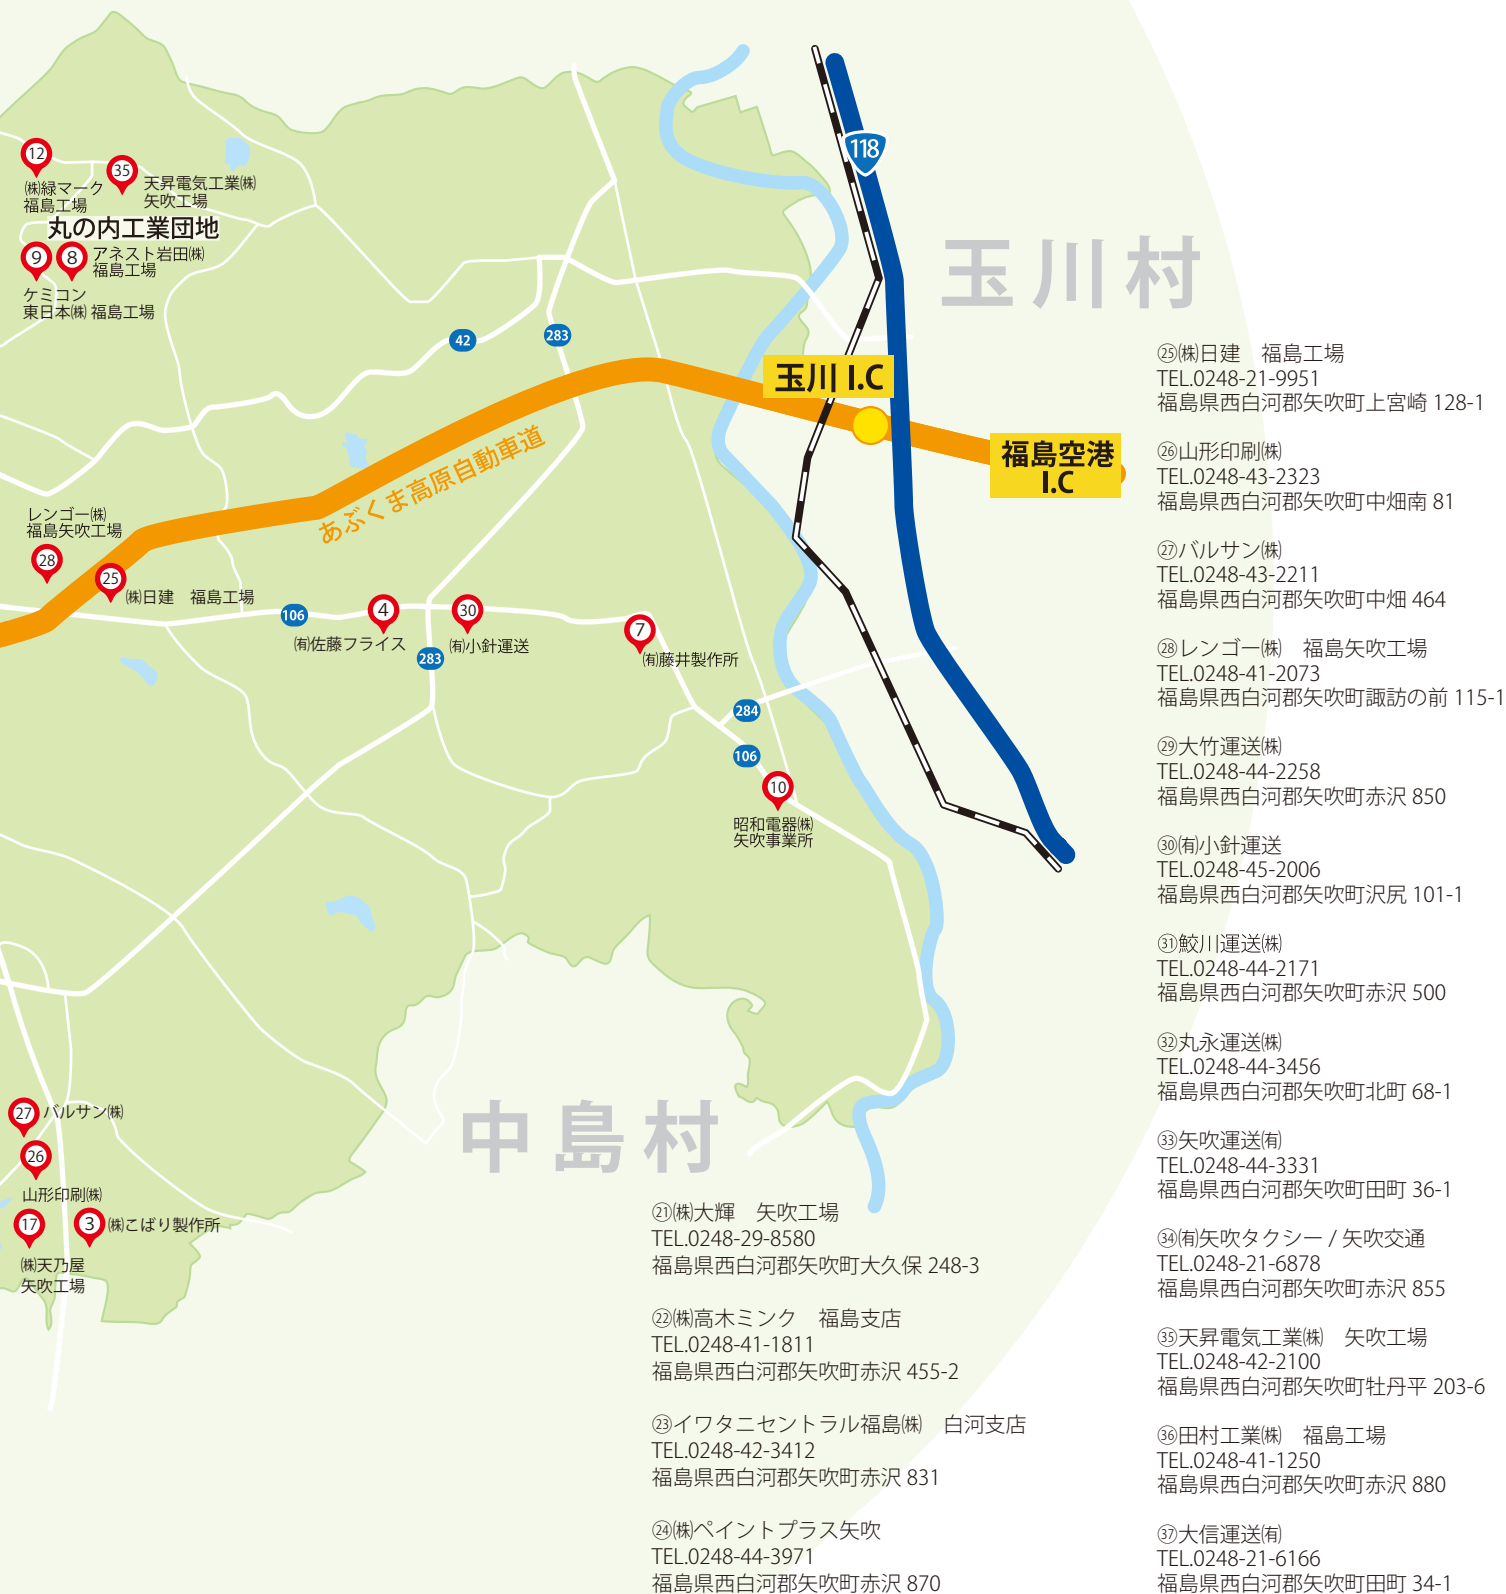 118
玉川村
12
㈱緑マーク
福島工場
35
天昇電気工業㈱
矢吹工場
丸の内工業団地
9
8
アネスト岩田㈱
福島工場
ケミコン
東日本㈱ 福島工場
42
283
玉川 I.C
福島空港
I.C
あぶくま高原自動車道
レンゴー㈱
福島矢吹工場
28
25
㈱日建　福島工場
106
4
㈲佐藤フライス
30
㈲小針運送
283
7
㈲藤井製作所
284
106
10
昭和電器㈱
矢吹事業所
中島村
27
バルサン㈱
26
山形印刷㈱
17
㈱天乃屋
矢吹工場
3
㈱こばり製作所
㉑㈱大輝　矢吹工場
TEL.0248-29-8580
福島県西白河郡矢吹町大久保 248-3
㉒㈱高木ミンク　福島支店
TEL.0248-41-1811
福島県西白河郡矢吹町赤沢 455-2
㉓イワタニセントラル福島㈱　白河支店
TEL.0248-42-3412
福島県西白河郡矢吹町赤沢 831
㉔㈱ペイントプラス矢吹
TEL.0248-44-3971
福島県西白河郡矢吹町赤沢 870
㉕㈱日建　福島工場
TEL.0248-21-9951
福島県西白河郡矢吹町上宮崎 128-1
㉖山形印刷㈱
TEL.0248-43-2323
福島県西白河郡矢吹町中畑南 81
㉗バルサン㈱
TEL.0248-43-2211
福島県西白河郡矢吹町中畑 464
㉘レンゴー㈱　福島矢吹工場
TEL.0248-41-2073
福島県西白河郡矢吹町諏訪の前 115-1
㉙大竹運送㈱
TEL.0248-44-2258
福島県西白河郡矢吹町赤沢 850
㉚㈲小針運送
TEL.0248-45-2006
福島県西白河郡矢吹町沢尻 101-1
㉛鮫川運送㈱
TEL.0248-44-2171
福島県西白河郡矢吹町赤沢 500
㉜丸永運送㈱
TEL.0248-44-3456
福島県西白河郡矢吹町北町 68-1
㉝矢吹運送㈲
TEL.0248-44-3331
福島県西白河郡矢吹町田町 36-1
㉞㈲矢吹タクシー / 矢吹交通
TEL.0248-21-6878
福島県西白河郡矢吹町赤沢 855
㉟天昇電気工業㈱　矢吹工場
TEL.0248-42-2100
福島県西白河郡矢吹町牡丹平 203-6
㊱田村工業㈱　福島工場
TEL.0248-41-1250
福島県西白河郡矢吹町赤沢 880
㊲大信運送㈲
TEL.0248-21-6166
福島県西白河郡矢吹町田町 34-1